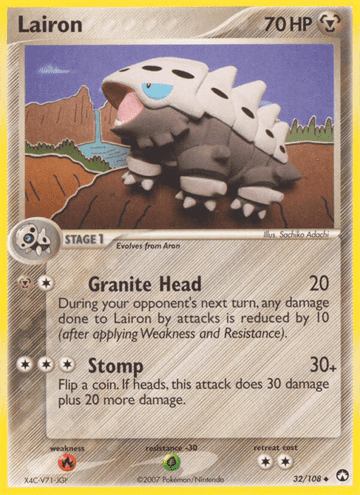 Lairon 70 HP
Illus. Sachiko Adachi
STAGE 1
Evolves from Aron
Granite Head 20
During your opponent's next turn, any damage
done to Lairon by attacks is reduced by 10
(after applying Weakness and Resistance).
Stomp 30+
Flip a coin. If heads, this attack does 30 damage
plus 20 more damage.
weakness resistance -30 retreat cost
X4C-V71-JGF ©2007 Pokémon/Nintendo 32/108